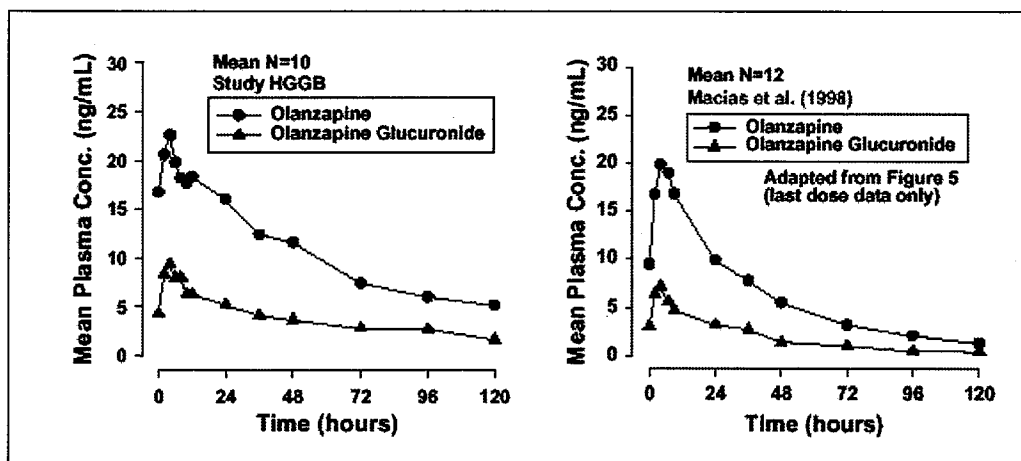 Mean N=10
Study HGGB
Olanzapine
Olanzapine Glucuronide
Mean Plasma Conc. (ng/mL)
30
25
20
15
10
5
0
0 24 48 72 96 120
Time (hours)
Mean N=12
Macias et al. (1998)
Olanzapine
Olanzapine Glucuronide
Adapted from Figure 5
(last dose data only)
Mean Plasma Conc. (ng/mL)
30
25
20
15
10
5
0
0 24 48 72 96 120
Time (hours)